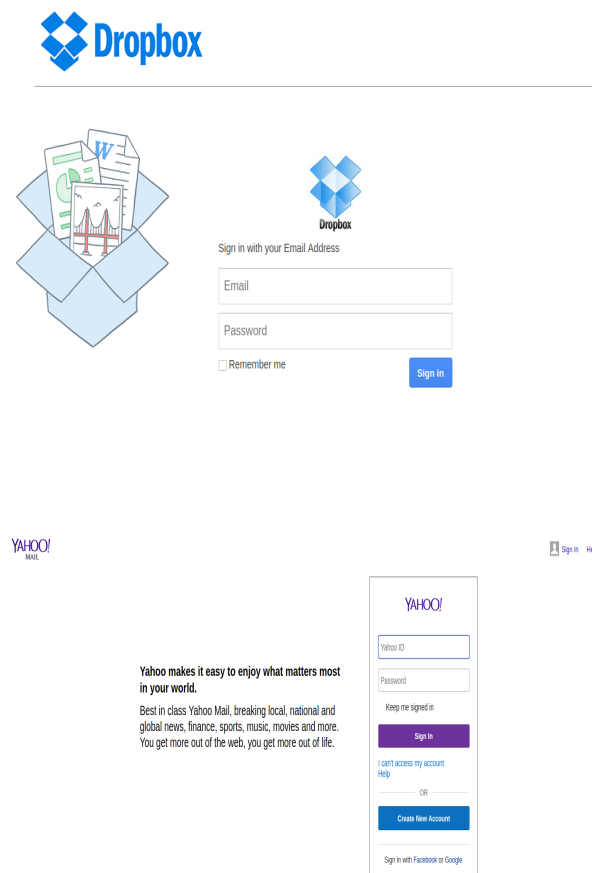 Dropbox
W
Dropbox
Sign in with your Email Address
Email
Password
Remember me
Sign in
YAHOO!
MAIL
Sign In
YAHOO!
Yahoo ID
Password
Keep me signed in
Sign In
I can't access my account
Help
OR
Create New Account
Sign in with Facebook or Google
Yahoo makes it easy to enjoy what matters most
in your world.
Best in class Yahoo Mail, breaking local, national and
global news, finance, sports, music, movies and more.
You get more out of the web, you get more out of life.